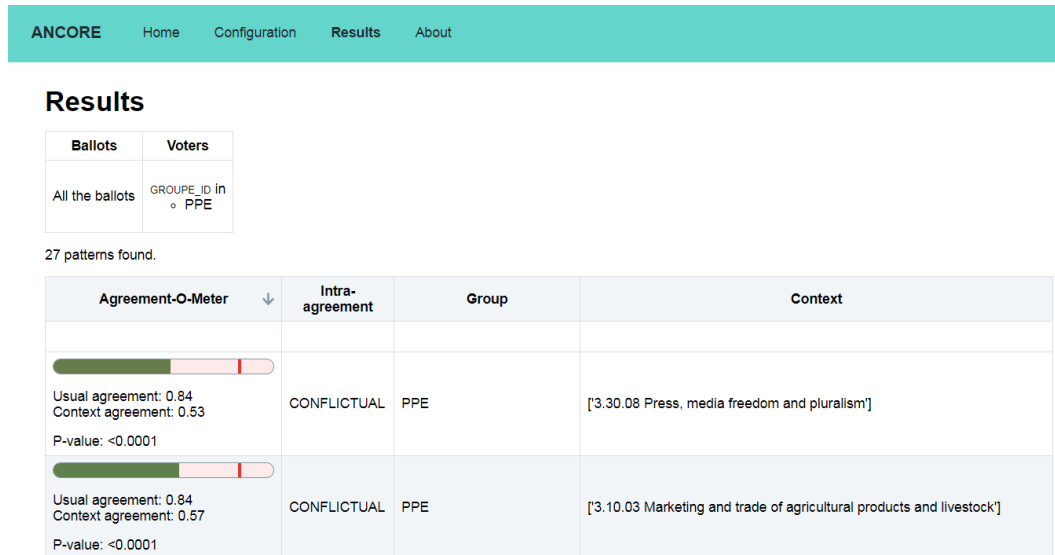 ANCORE Home Configuration Results About
Results
Ballots Voters
All the ballots GROUPE_ID in
◦ PPE
27 patterns found.
Agreement-O-Meter ↓ Intra-
agreement Group Context
Usual agreement: 0.84
Context agreement: 0.53
P-value: <0.0001
CONFLICTUAL PPE ['3.30.08 Press, media freedom and pluralism']
Usual agreement: 0.84
Context agreement: 0.57
P-value: <0.0001
CONFLICTUAL PPE ['3.10.03 Marketing and trade of agricultural products and livestock']